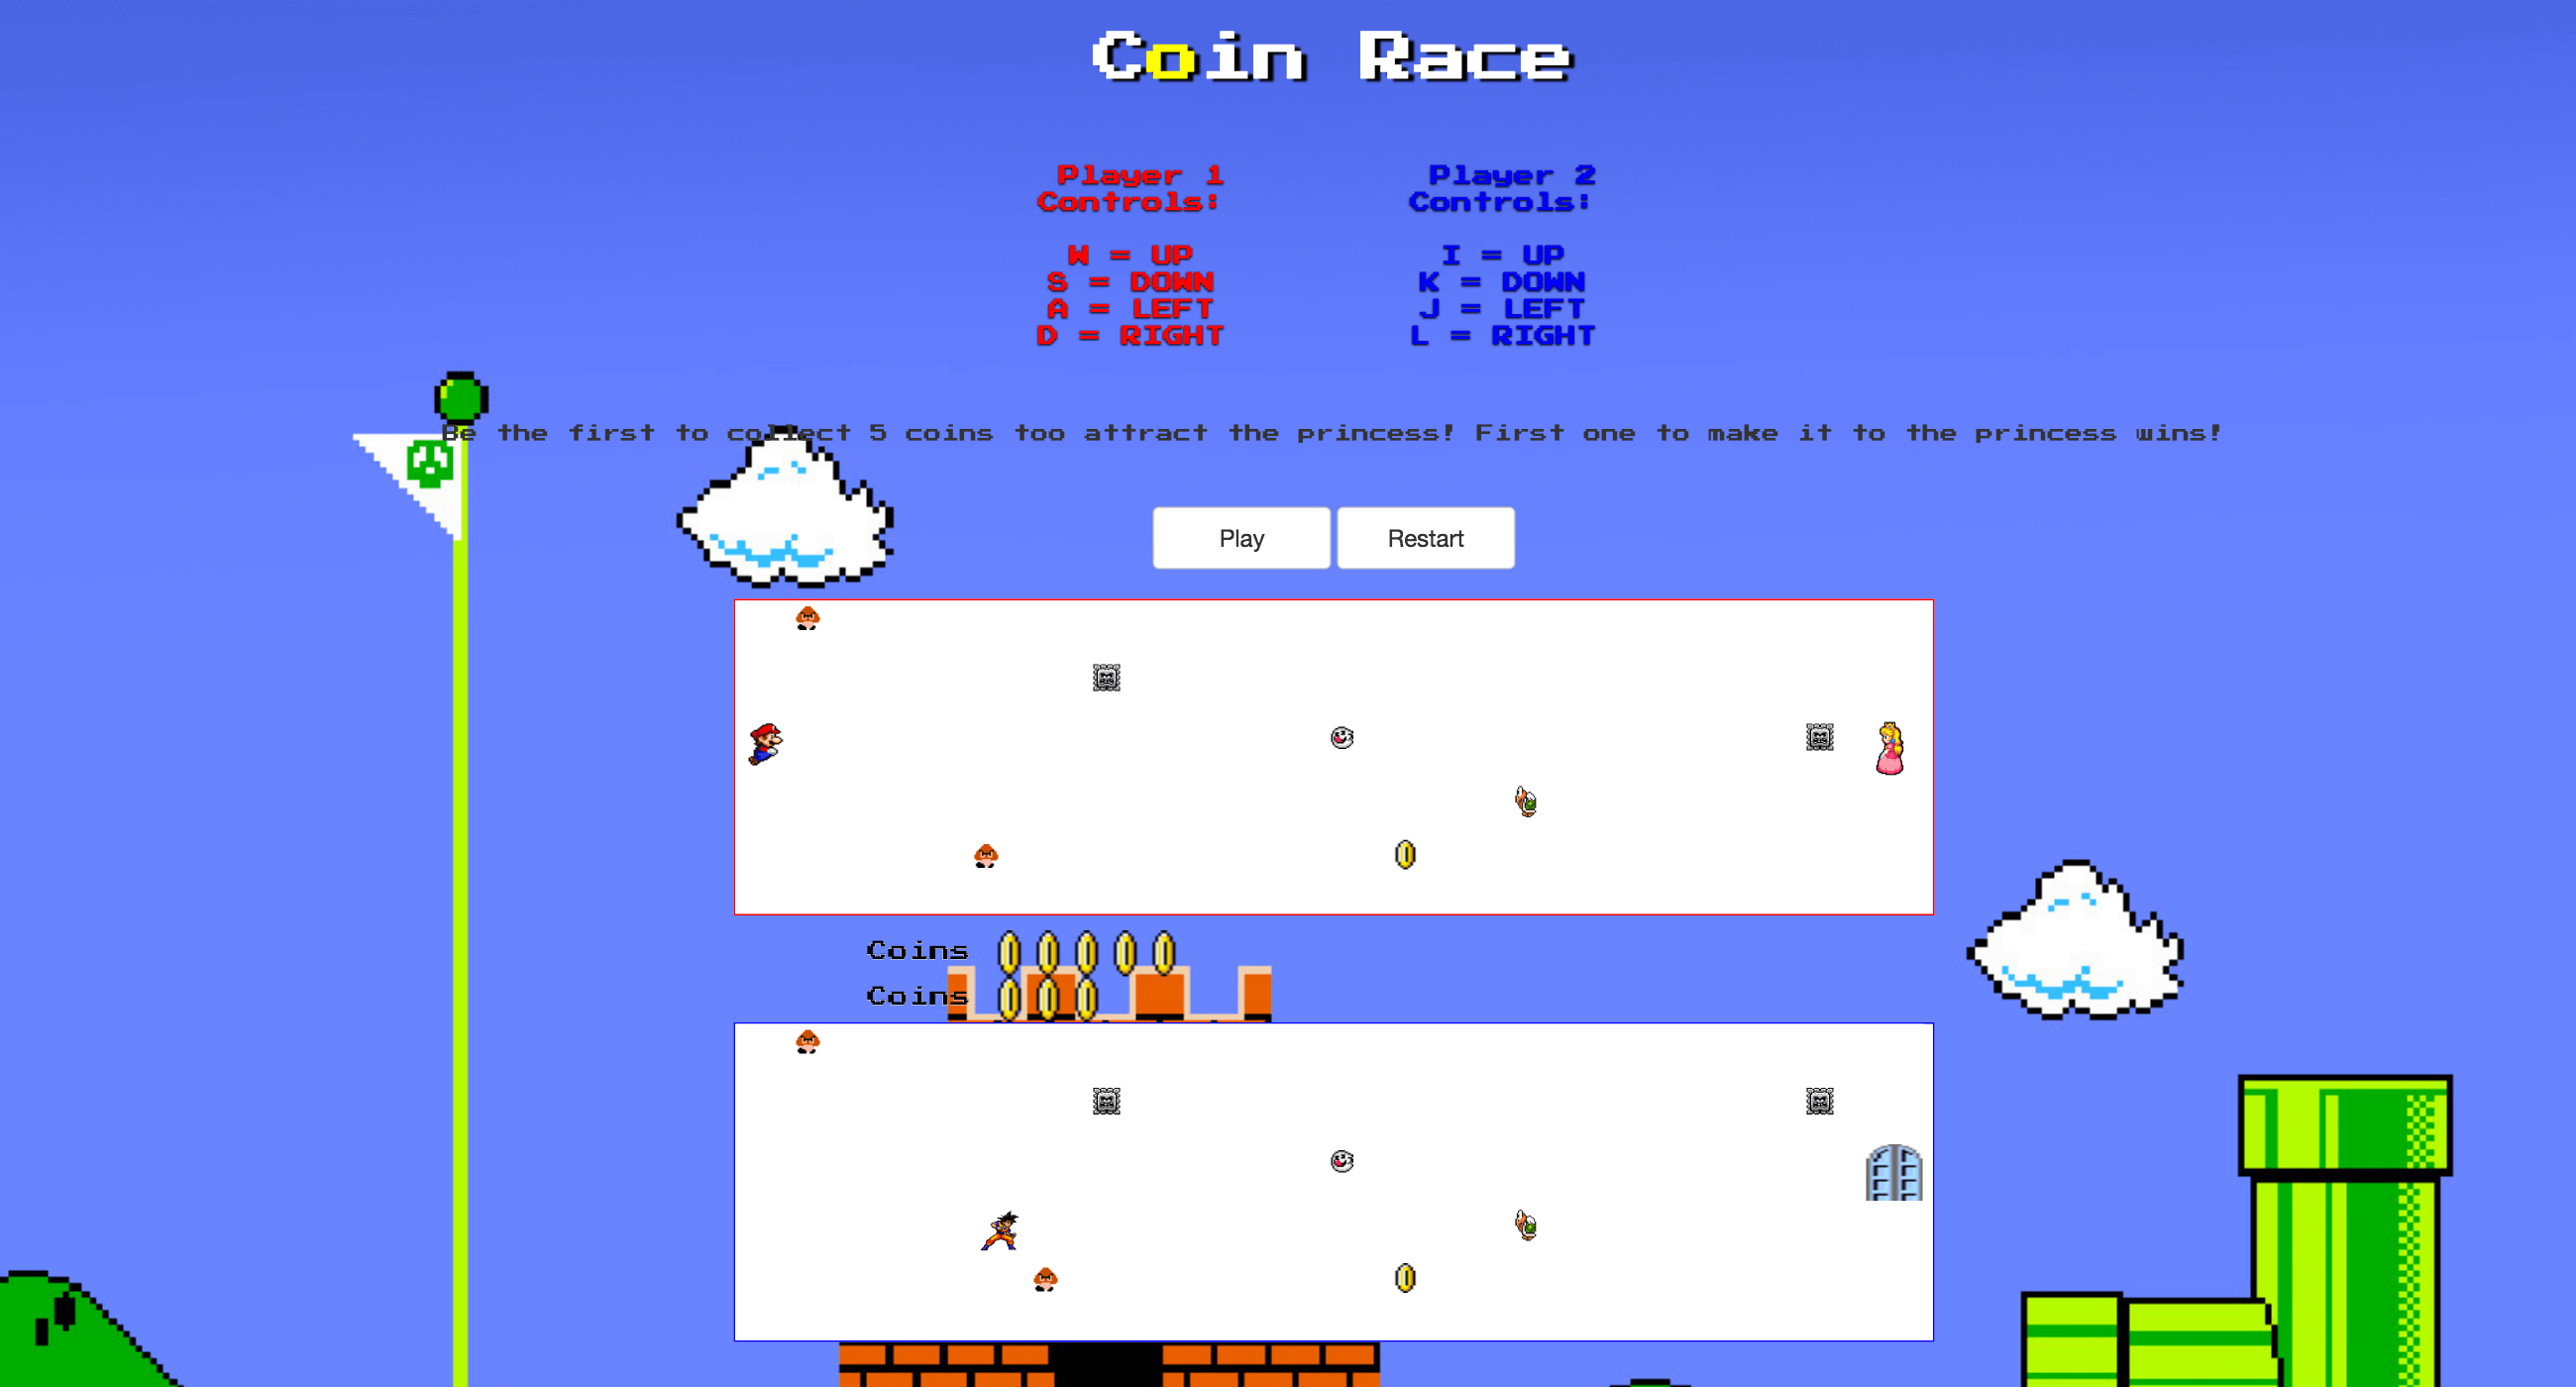 Coin Race
Player 1
Controls:
W = UP
S = DOWN
A = LEFT
D = RIGHT
Player 2
Controls:
I = UP
K = DOWN
J = LEFT
L = RIGHT
Be the first to collect 5 coins too attract the princess! First one to make it to the princess wins!
Play
Restart
Coins
Coins